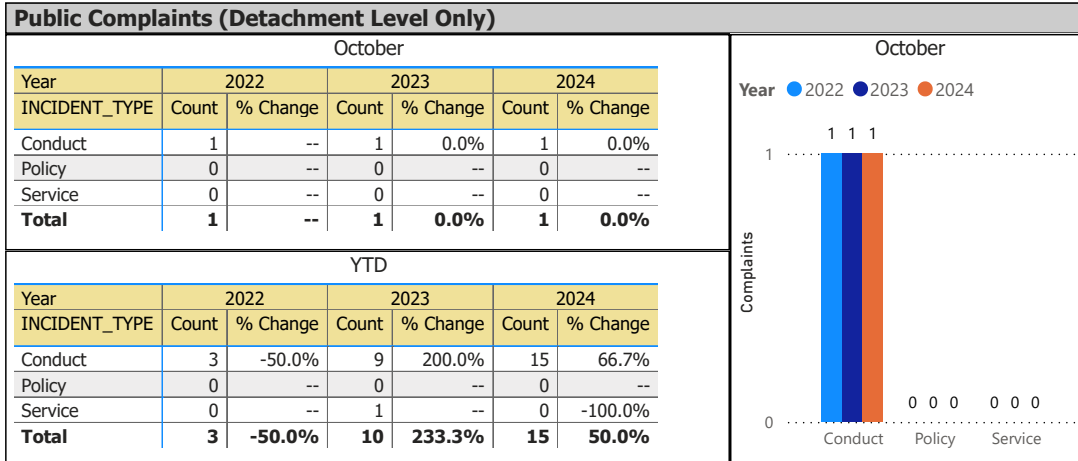 Public Complaints (Detachment Level Only)
October
Year 2022 2023 2024
INCIDENT_TYPE Count % Change Count % Change Count % Change
Conduct 1 -- 1 0.0% 1 0.0%
Policy 0 -- 0 -- 0 --
Service 0 -- 0 -- 0 --
Total 1 -- 1 0.0% 1 0.0%
YTD
Year 2022 2023 2024
INCIDENT_TYPE Count % Change Count % Change Count % Change
Conduct 3 -50.0% 9 200.0% 15 66.7%
Policy 0 -- 0 -- 0 --
Service 0 -- 1 -- 0 -100.0%
Total 3 -50.0% 10 233.3% 15 50.0%
October
Year 2022 2023 2024
1 1 1
1
Complaints
0 0 0 0 0 0
0
Conduct Policy Service